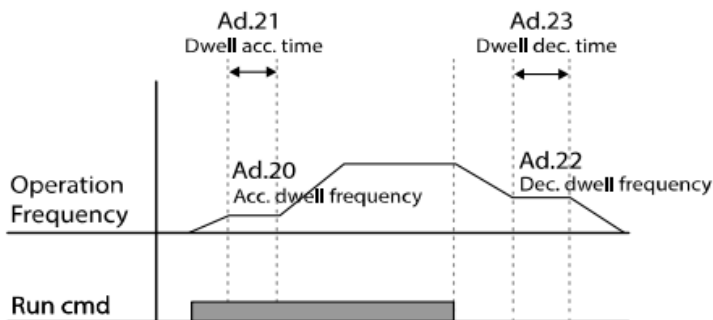 Ad.21
Dwell acc. time
Ad.23
Dwell dec. time
Ad.20
Acc. dwell frequency
Ad.22
Dec. dwell frequency
Operation
Frequency
Run cmd